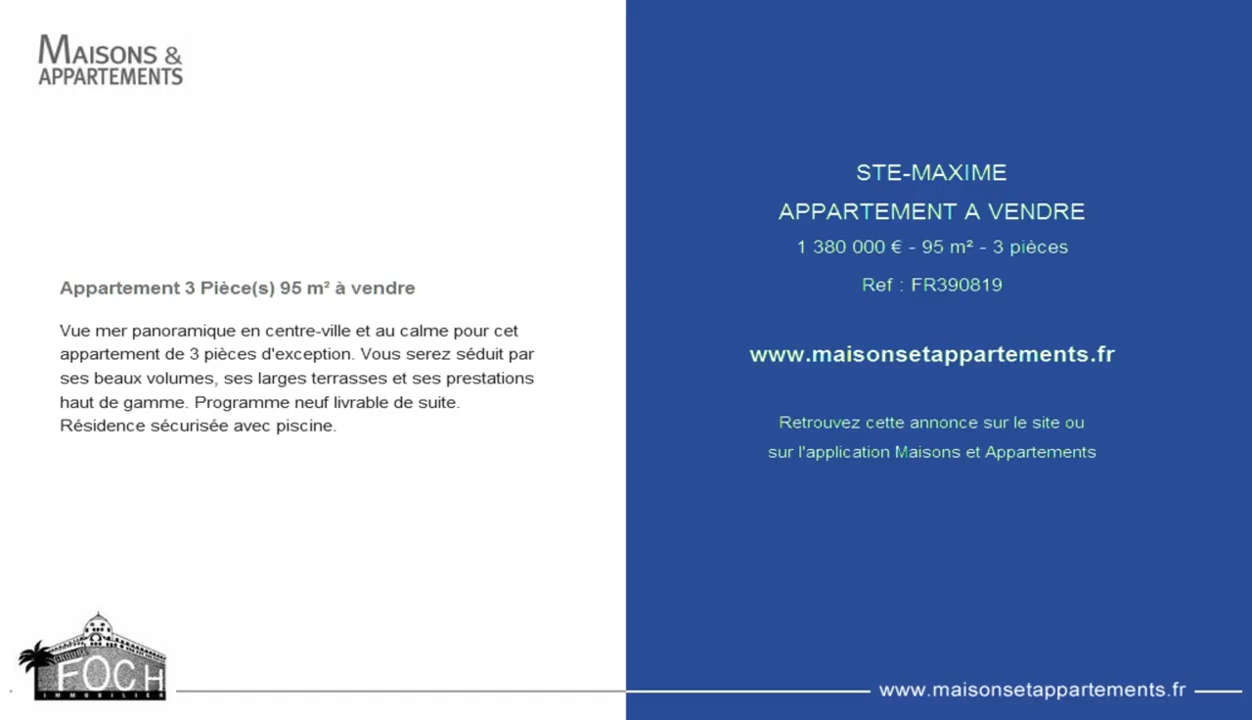 MAISONS &
APPARTEMENTS
Appartement 3 Pièce(s) 95 m² à vendre
Vue mer panoramique en centre-ville et au calme pour cet
appartement de 3 pièces d'exception. Vous serez séduit par
ses beaux volumes, ses larges terrasses et ses prestations
haut de gamme. Programme neuf livrable de suite.
Résidence sécurisée avec piscine.
STE-MAXIME
APPARTEMENT A VENDRE
1 380 000 € - 95 m² - 3 pièces
Ref : FR390819
www.maisonsetappartements.fr
Retrouvez cette annonce sur le site ou
sur l'application Maisons et Appartements
GROUPE
FOCH
IMMOBILIER
www.maisonsetappartements.fr